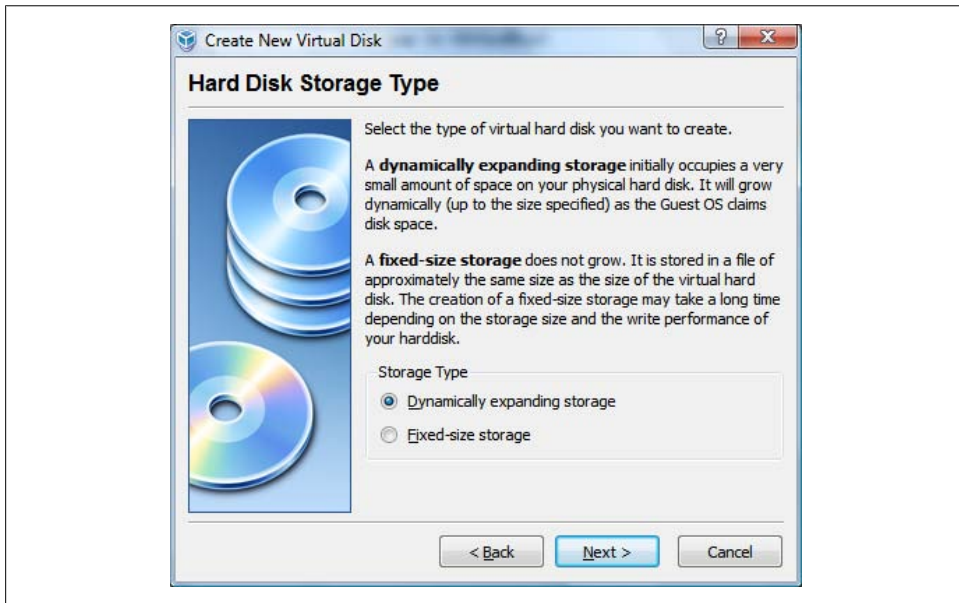 Create New Virtual Disk
?
X
Hard Disk Storage Type
Select the type of virtual hard disk you want to create.
A dynamically expanding storage initially occupies a very
small amount of space on your physical hard disk. It will grow
dynamically (up to the size specified) as the Guest OS claims
disk space.
A fixed-size storage does not grow. It is stored in a file of
approximately the same size as the size of the virtual hard
disk. The creation of a fixed-size storage may take a long time
depending on the storage size and the write performance of
your harddisk.
Storage Type
Dynamically expanding storage
Fixed-size storage
< Back
Next >
Cancel